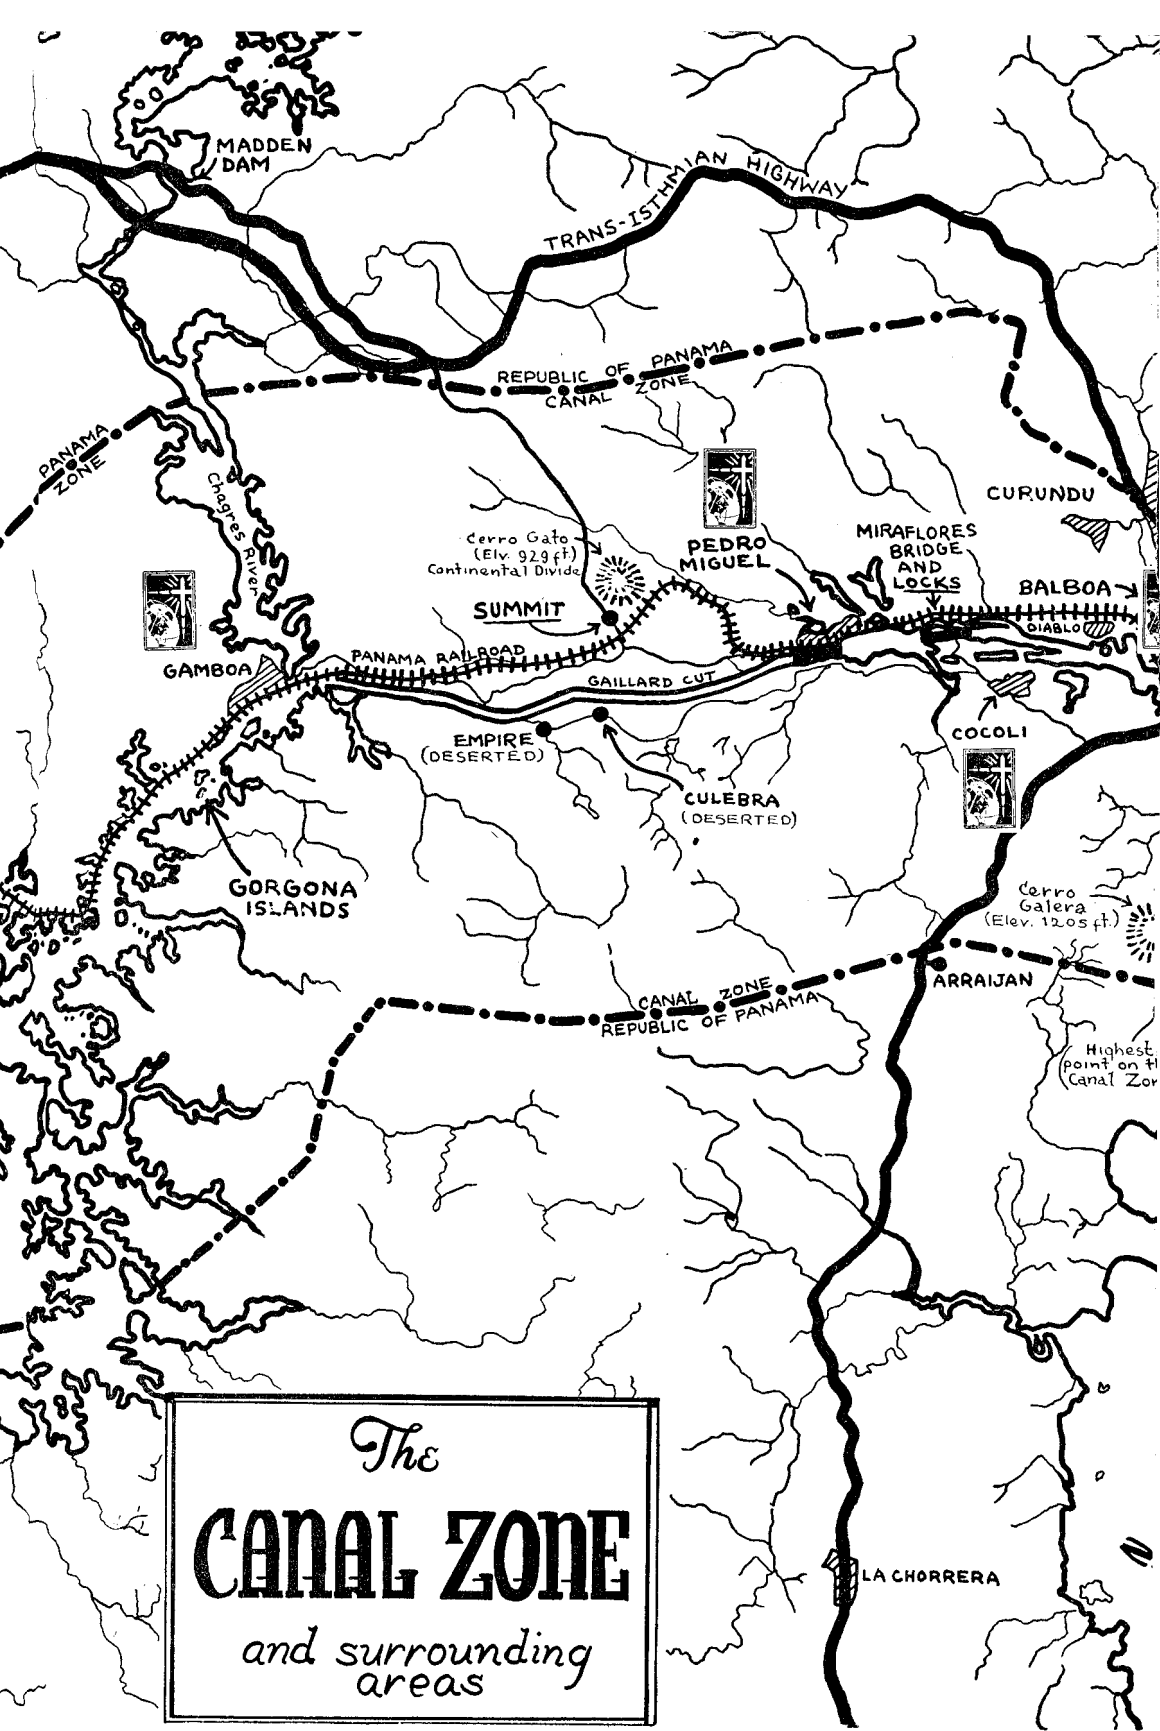 MADDEN
DAM
TRANS-ISTHMIAN HIGHWAY
REPUBLIC OF PANAMA
CANAL ZONE
PANAMA
ZONE
Chagres River
CURUNDU
Cerro Gato
(Elv. 929 ft.)
Continental Divide
PEDRO
MIGUEL
MIRAFLORES
BRIDGE
AND
LOCKS
SUMMIT
BALBOA
DIABLO
GAMBOA
PANAMA RAILROAD
GAILLARD CUT
EMPIRE
(DESERTED)
COCOLI
CULEBRA
(DESERTED)
GORGONA
ISLANDS
Cerro
Galera
(Elev. 1205 ft.)
ARRAIJAN
CANAL ZONE
REPUBLIC OF PANAMA
Highest
point on
Canal
LA CHORRERA
The
CANAL ZONE
and surrounding
areas